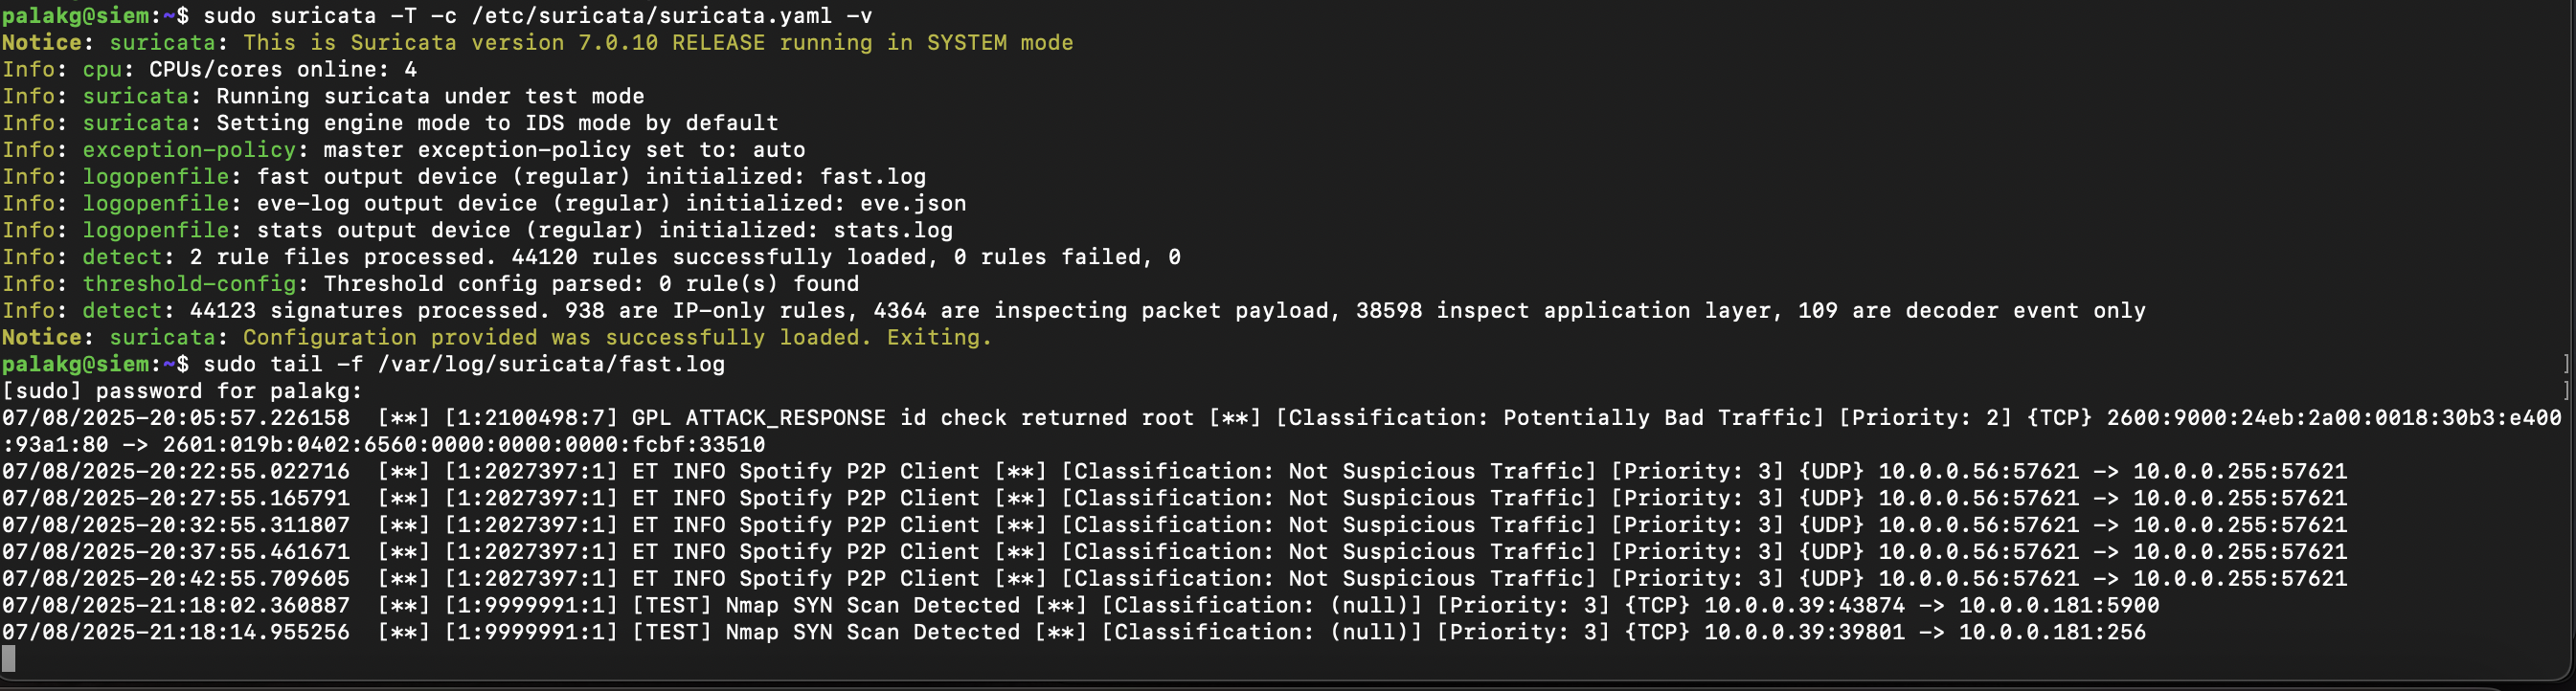 palakg@siem:~$ sudo suricata -T -c /etc/suricata/suricata.yaml -v
Notice: suricata: This is Suricata version 7.0.10 RELEASE running in SYSTEM mode
Info: cpu: CPUs/cores online: 4
Info: suricata: Running suricata under test mode
Info: suricata: Setting engine mode to IDS mode by default
Info: exception-policy: master exception-policy set to: auto
Info: logopenfile: fast output device (regular) initialized: fast.log
Info: logopenfile: eve-log output device (regular) initialized: eve.json
Info: logopenfile: stats output device (regular) initialized: stats.log
Info: detect: 2 rule files processed. 44120 rules successfully loaded, 0 rules failed, 0
Info: threshold-config: Threshold config parsed: 0 rule(s) found
Info: detect: 44123 signatures processed. 938 are IP-only rules, 4364 are inspecting packet payload, 38598 inspect application layer, 109 are decoder event only
Notice: suricata: Configuration provided was successfully loaded. Exiting.
palakg@siem:~$ sudo tail -f /var/log/suricata/fast.log ]
[sudo] password for palakg: ]
07/08/2025-20:05:57.226158  [**] [1:2100498:7] GPL ATTACK_RESPONSE id check returned root [**] [Classification: Potentially Bad Traffic] [Priority: 2] {TCP} 2600:9000:24eb:2a00:0018:30b3:e400
:93a1:80 -> 2601:019b:0402:6560:0000:0000:0000:fcbf:33510
07/08/2025-20:22:55.022716  [**] [1:2027397:1] ET INFO Spotify P2P Client [**] [Classification: Not Suspicious Traffic] [Priority: 3] {UDP} 10.0.0.56:57621 -> 10.0.0.255:57621
07/08/2025-20:27:55.165791  [**] [1:2027397:1] ET INFO Spotify P2P Client [**] [Classification: Not Suspicious Traffic] [Priority: 3] {UDP} 10.0.0.56:57621 -> 10.0.0.255:57621
07/08/2025-20:32:55.311807  [**] [1:2027397:1] ET INFO Spotify P2P Client [**] [Classification: Not Suspicious Traffic] [Priority: 3] {UDP} 10.0.0.56:57621 -> 10.0.0.255:57621
07/08/2025-20:37:55.461671  [**] [1:2027397:1] ET INFO Spotify P2P Client [**] [Classification: Not Suspicious Traffic] [Priority: 3] {UDP} 10.0.0.56:57621 -> 10.0.0.255:57621
07/08/2025-20:42:55.709605  [**] [1:2027397:1] ET INFO Spotify P2P Client [**] [Classification: Not Suspicious Traffic] [Priority: 3] {UDP} 10.0.0.56:57621 -> 10.0.0.255:57621
07/08/2025-21:18:02.360887  [**] [1:9999991:1] [TEST] Nmap SYN Scan Detected [**] [Classification: (null)] [Priority: 3] {TCP} 10.0.0.39:43874 -> 10.0.0.181:5900
07/08/2025-21:18:14.955256  [**] [1:9999991:1] [TEST] Nmap SYN Scan Detected [**] [Classification: (null)] [Priority: 3] {TCP} 10.0.0.39:39801 -> 10.0.0.181:256